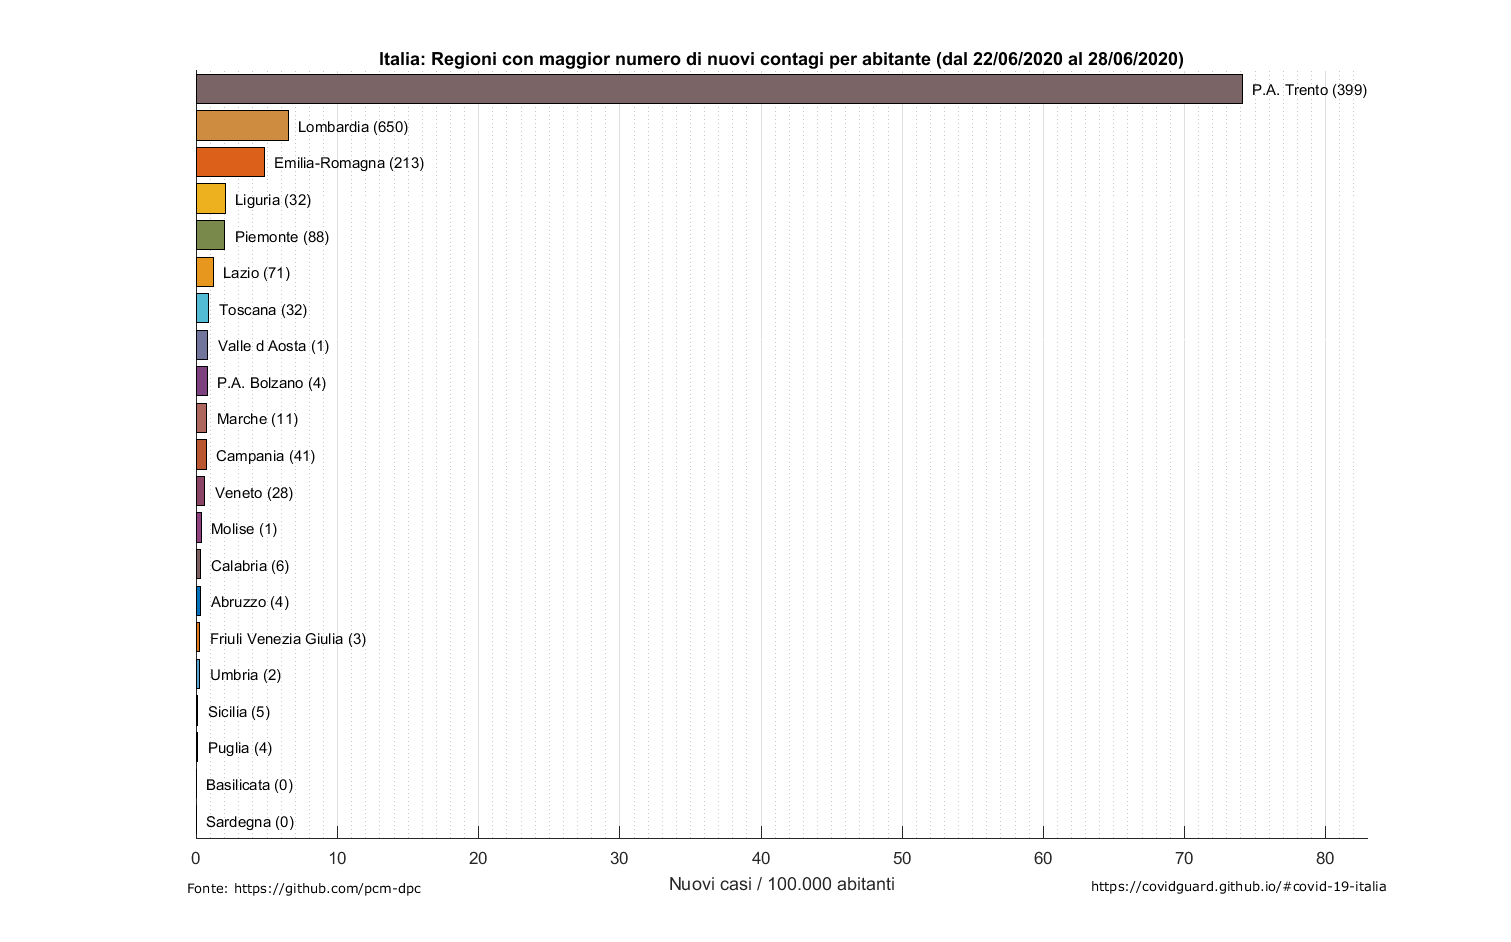 Italia: Regioni con maggior numero di nuovi contagi per abitante (dal 22/06/2020 al 28/06/2020)
P.A. Trento (399)
Lombardia (650)
Emilia-Romagna (213)
Liguria (32)
Piemonte (88)
Lazio (71)
Toscana (32)
Valle d Aosta (1)
P.A. Bolzano (4)
Marche (11)
Campania (41)
Veneto (28)
Molise (1)
Calabria (6)
Abruzzo (4)
Friuli Venezia Giulia (3)
Umbria (2)
Sicilia (5)
Puglia (4)
Basilicata (0)
Sardegna (0)
0 10 20 30 40 50 60 70 80
Nuovi casi / 100.000 abitanti
Fonte: https://github.com/pcm-dpc
https://covidguard.github.io/#covid-19-italia